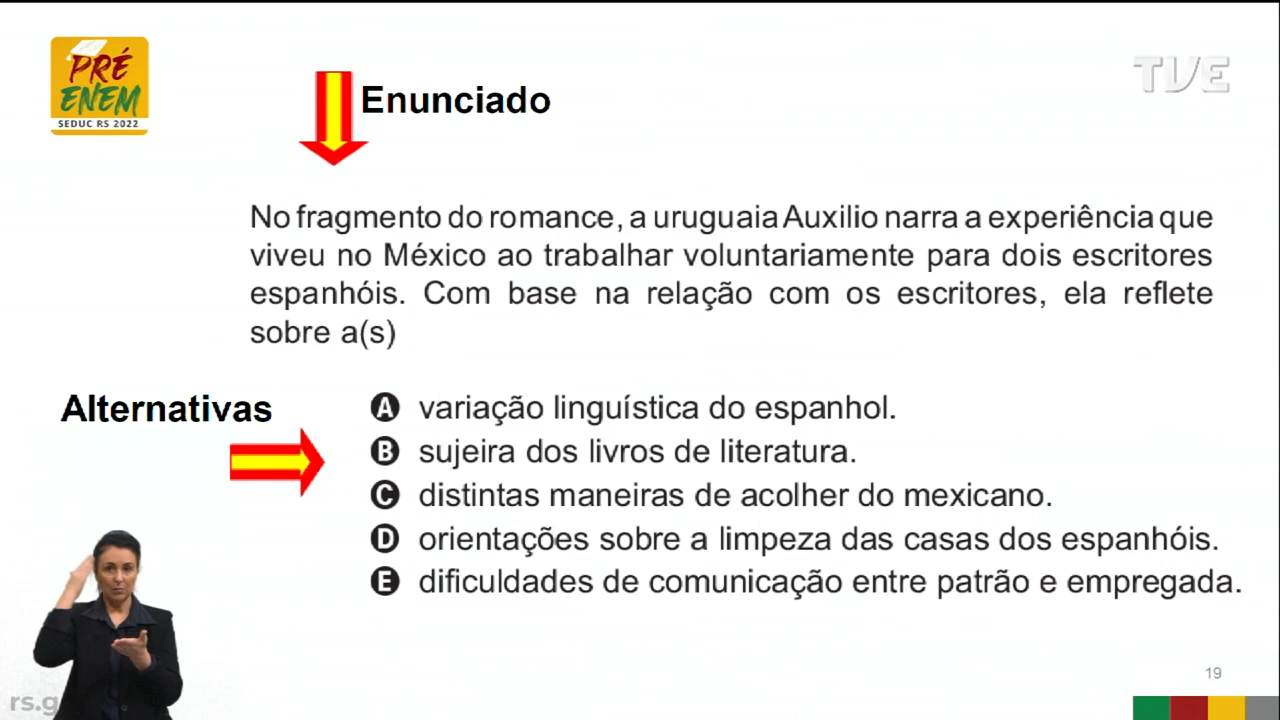 PRÉ
ENEM
SEDUC RS 2022
TVE
Enunciado
No fragmento do romance, a uruguaia Auxilio narra a experiência que
viveu no México ao trabalhar voluntariamente para dois escritores
espanhóis. Com base na relação com os escritores, ela reflete
sobre a(s)
Alternativas
A variação linguística do espanhol.
B sujeira dos livros de literatura.
C distintas maneiras de acolher do mexicano.
D orientações sobre a limpeza das casas dos espanhóis.
E dificuldades de comunicação entre patrão e empregada.
19
rs.g